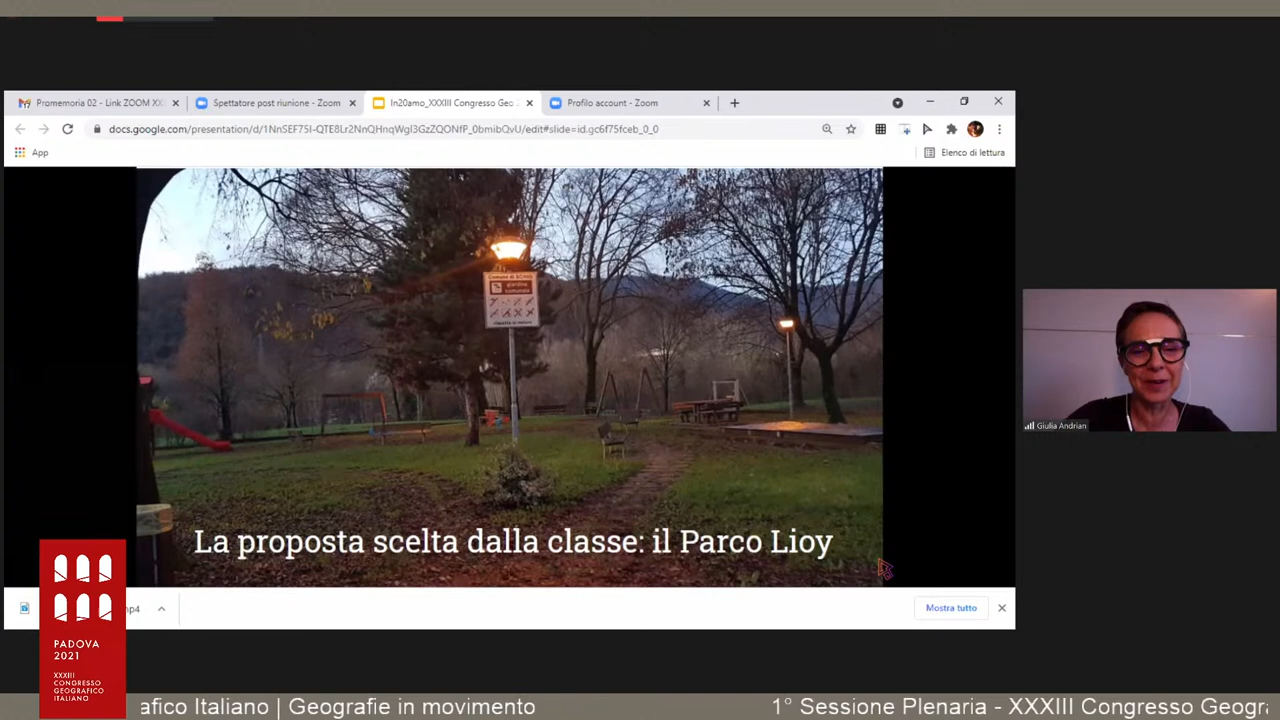 Promemoria 02 - Link ZOOM XX
Spettatore post riunione - Zoom
In20amo_XXXIII Congresso Geo
Profilo account - Zoom
docs.google.com/presentation/d/1NnSEF75I-QTE8Lr2NnQHnqWgl3GzZQONfP_0bmibQvU/edit#slide=id.gc6f75fceb_0_0
App
Elenco di lettura
giardino
comunale
La proposta scelta dalla classe: il Parco Lioy
Giulia Andrian
mp4
Mostra tutto
PADOVA
2021
XXXIII
CONGRESSO
GEOGRAFICO
ITALIANO
afico Italiano | Geografie in movimento
1° Sessione Plenaria - XXXIII Congresso Geogra